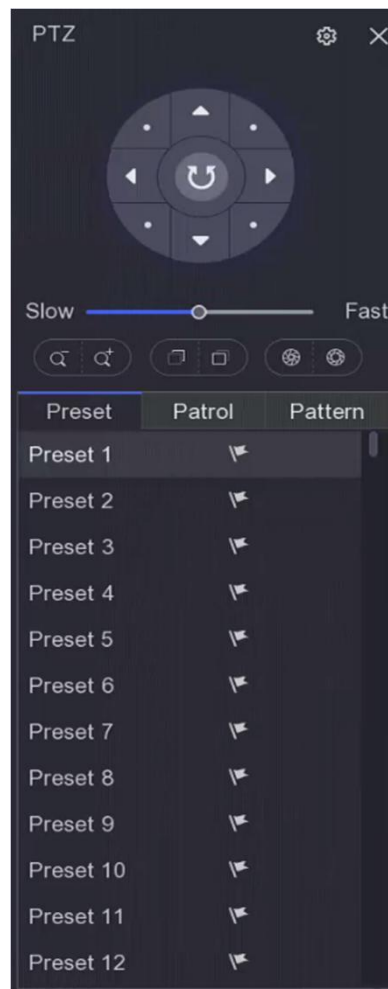 PTZ
Slow Fast
Preset Patrol Pattern
Preset 1
Preset 2
Preset 3
Preset 4
Preset 5
Preset 6
Preset 7
Preset 8
Preset 9
Preset 10
Preset 11
Preset 12